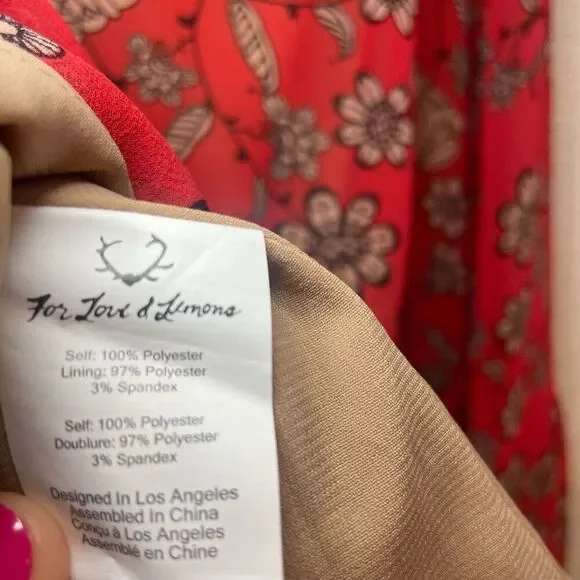 For Love & Lemons
Self: 100% Polyester
Lining: 97% Polyester
3% Spandex
Self: 100% Polyester
Doublure: 97% Polyester
3% Spandex
Designed In Los Angeles
Assembled In China
Conçu à Los Angeles
Assemblé en Chine